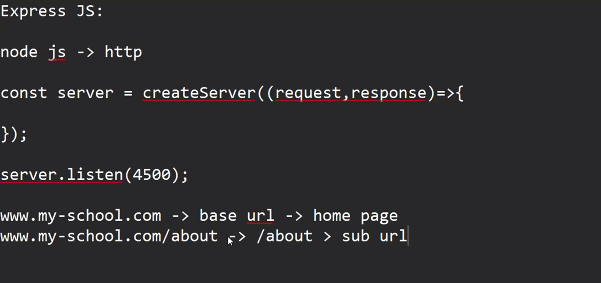 Express JS:
node js -> http
const server = createServer((request,response)=>{
});
server.listen(4500);
www.my-school.com -> base url -> home page
www.my-school.com/about -> /about > sub url